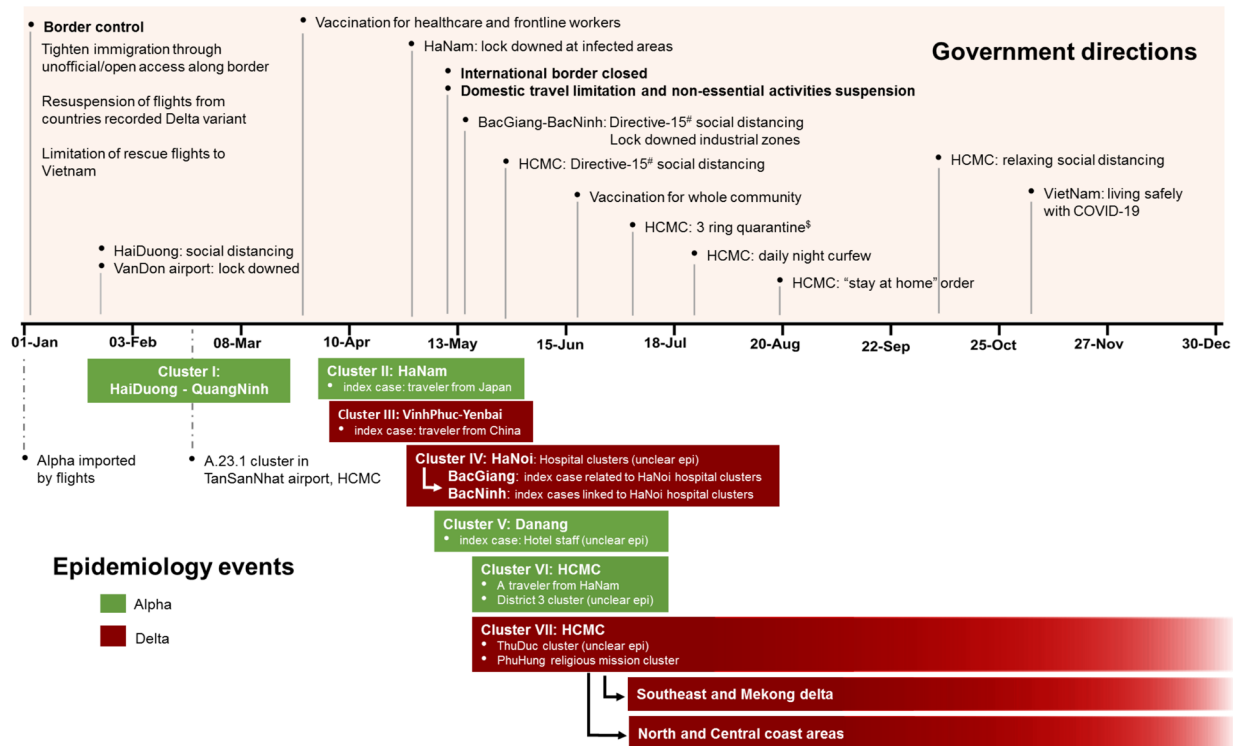 Government directions
• Border control
Tighten immigration through
unofficial/open access along border
Resuspension of flights from
countries recorded Delta variant
Limitation of rescue flights to
Vietnam
• HaiDuong: social distancing
• VanDon airport: lock downed
• Vaccination for healthcare and frontline workers
• HaNam: lock downed at infected areas
• International border closed
• Domestic travel limitation and non-essential activities suspension
• BacGiang-BacNinh: Directive-15# social distancing
Lock downed industrial zones
• HCMC: Directive-15# social distancing
• Vaccination for whole community
• HCMC: 3 ring quarantine$
• HCMC: daily night curfew
• HCMC: “stay at home” order
• HCMC: relaxing social distancing
• VietNam: living safely
with COVID-19
01-Jan 03-Feb 08-Mar 10-Apr 13-May 15-Jun 18-Jul 20-Aug 22-Sep 25-Oct 27-Nov 30-Dec
Cluster I:
HaiDuong - QuangNinh
Cluster II: HaNam
• index case: traveler from Japan
Cluster III: VinhPhuc-Yenbai
• index case: traveler from China
• Alpha imported
by flights
• A.23.1 cluster in
TanSanNhat airport, HCMC
Cluster IV: HaNoi: Hospital clusters (unclear epi)
BacGiang: index case related to HaNoi hospital clusters
BacNinh: index cases linked to HaNoi hospital clusters
Cluster V: Danang
• index case: Hotel staff (unclear epi)
Cluster VI: HCMC
• A traveler from HaNam
• District 3 cluster (unclear epi)
Cluster VII: HCMC
• ThuDuc cluster (unclear epi)
• PhuHung religious mission cluster
Southeast and Mekong delta
North and Central coast areas
Epidemiology events
Alpha
Delta